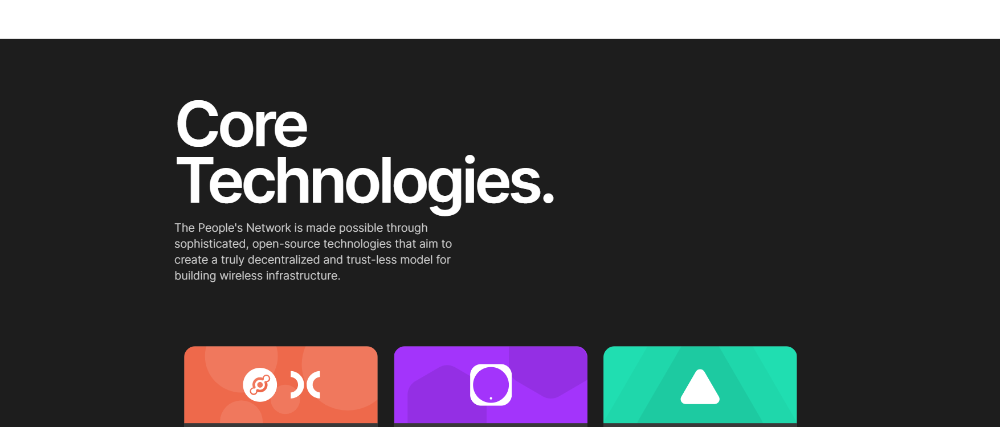 Core
Technologies.
The People's Network is made possible through
sophisticated, open-source technologies that aim to
create a truly decentralized and trust-less model for
building wireless infrastructure.